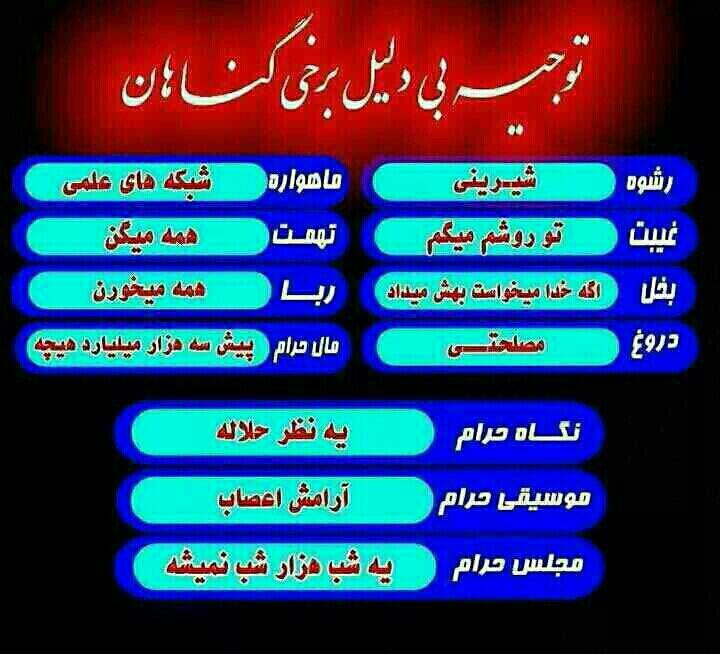 توجیه بی دلیل برخی گناهان
رشوه شیرینی
ماهواره شبکه های علمی
غیبت تو روشم میگم
تهمت همه میگن
بخل اگه خدا میخواست بهش میداد
ربا همه میخورن
دروغ مصلحتی
مال حرام پیش سه هزار میلیارد هیچه
نگاه حرام یه نظر حلاله
موسیقی حرام آرامش اعصاب
مجلس حرام یه شب هزار شب نمیشه